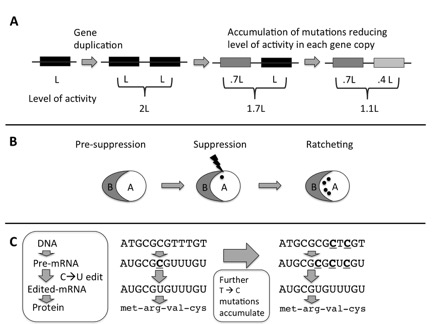 A
Gene duplication
Accumulation of mutations reducing level of activity in each gene copy
L
L
L
.7L
L
.7L
.4 L
Level of activity
2L
1.7L
1.1L
B
Pre-suppression
Suppression
Ratcheting
B
A
B
A
B
A
C
DNA
Pre-mRNA
C→U edit
Edited-mRNA
Protein
ATGCGCGTTTGT
AUGCGCGUUUGU
AUGCGUGUUUGU
met-arg-val-cys
Further
T → C
mutations
accumulate
ATGCGCGCTCGT
AUGCGCGCUCGU
AUGCGUGUUUGU
met-arg-val-cys